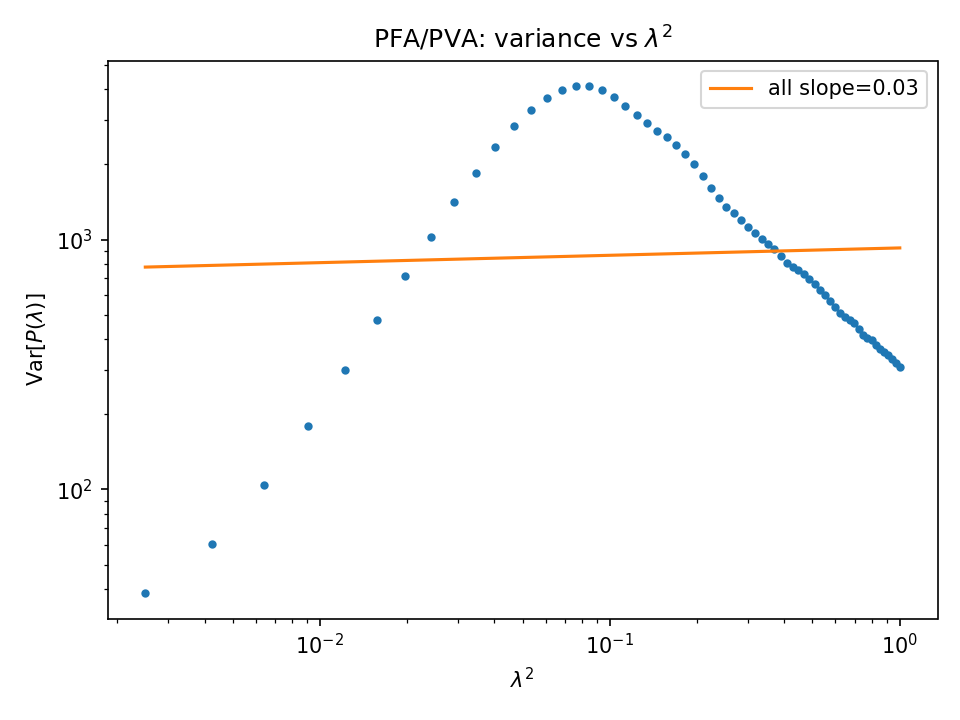 PFA/PVA: variance vs λ²
all slope=0.03
Var[P(λ)]
10³
10²
10⁻²
10⁻¹
10⁰
λ²